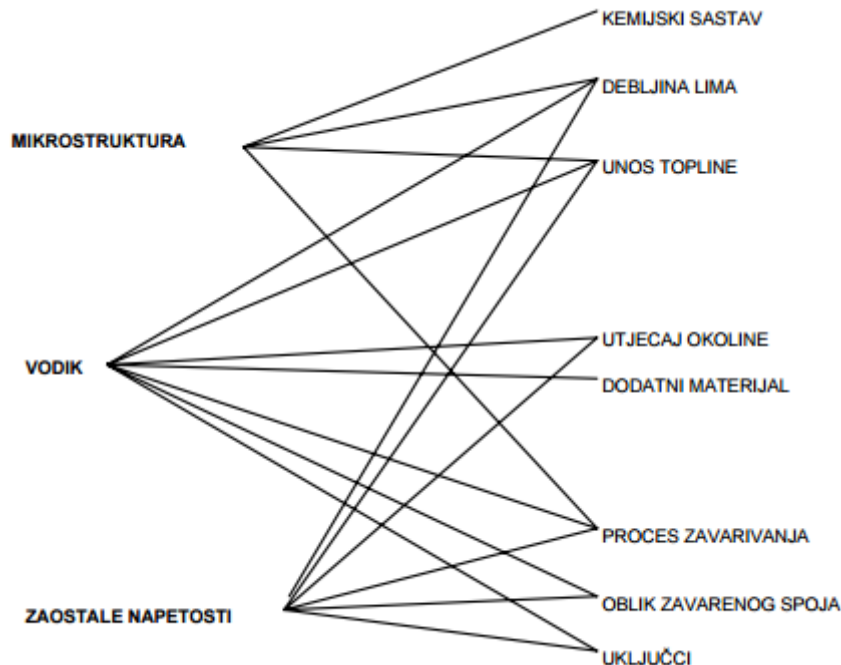 KEMIJSKI SASTAV
DEBLJINA LIMA
MIKROSTRUKTURA
UNOS TOPLINE
UTJECAJ OKOLINE
VODIK
DODATNI MATERIJAL
PROCES ZAVARIVANJA
OBLIK ZAVARENOG SPOJA
ZAOSTALE NAPETOSTI
UKLJUČCI